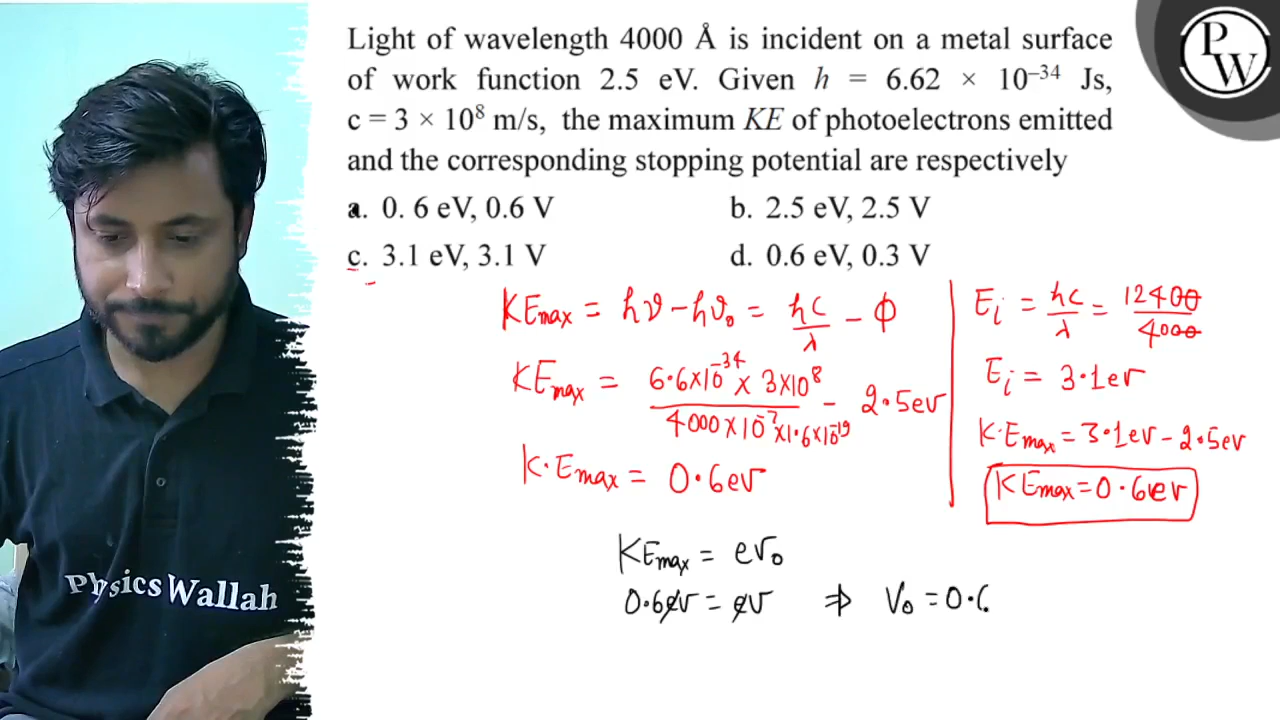 Light of wavelength 4000 Å is incident on a metal surface
of work function 2.5 eV. Given h = 6.62 × 10⁻³⁴ Js,
c = 3 × 10⁸ m/s, the maximum KE of photoelectrons emitted
and the corresponding stopping potential are respectively
a. 0. 6 eV, 0.6 V b. 2.5 eV, 2.5 V
c. 3.1 eV, 3.1 V d. 0.6 eV, 0.3 V
KEmax = hν - hν₀ = hc/λ - Φ
KEmax = 6.6×10⁻³⁴ × 3×10⁸ / 4000×10⁻⁷×1.6×10⁻¹⁹ - 2.5ev
K.Emax = 0.6ev
Ei = hc/λ = 12400/4000
Ei = 3.1ev
K.Emax = 3.1ev - 2.5ev
KEmax = 0.6ev
KEmax = ev₀
0.6ev = ev ⇒ V₀ = 0.6
Physics Wallah
P
W